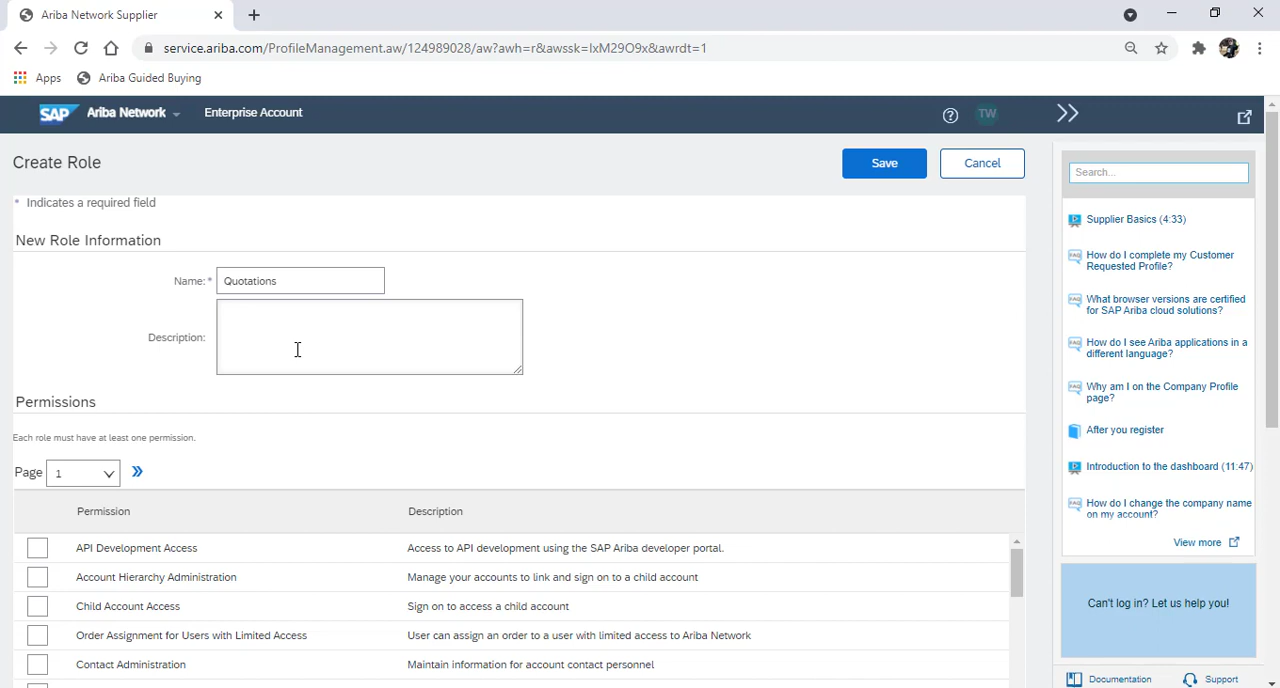 Ariba Network Supplier
service.ariba.com/ProfileManagement.aw/124989028/aw?awh=r&awssk=IxM29O9x&awrdt=1
Apps
Ariba Guided Buying
SAP Ariba Network Enterprise Account
TW
Create Role
Save
Cancel
* Indicates a required field
New Role Information
Name: * Quotations
Description:
Permissions
Each role must have at least one permission.
Page 1
Permission Description
API Development Access Access to API development using the SAP Ariba developer portal.
Account Hierarchy Administration Manage your accounts to link and sign on to a child account
Child Account Access Sign on to access a child account
Order Assignment for Users with Limited Access User can assign an order to a user with limited access to Ariba Network
Contact Administration Maintain information for account contact personnel
Search...
Supplier Basics (4:33)
FAQ How do I complete my Customer
Requested Profile?
FAQ What browser versions are certified
for SAP Ariba cloud solutions?
FAQ How do I see Ariba applications in a
different language?
FAQ Why am I on the Company Profile
page?
After you register
Introduction to the dashboard (11:47)
FAQ How do I change the company name
on my account?
View more
Can't log in? Let us help you!
Documentation
Support